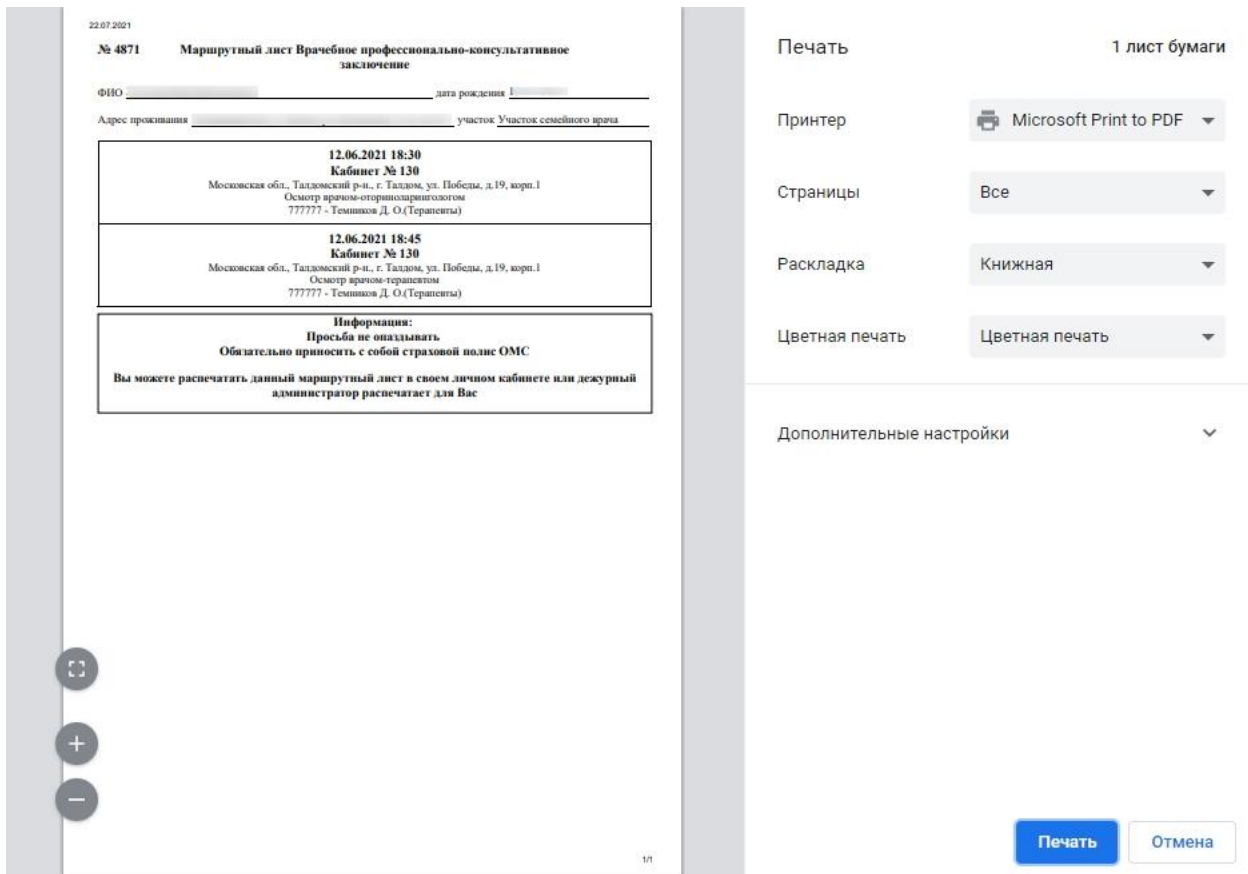 22.07.2021
№ 4871 Маршрутный лист Врачебное профессионально-консультативное
заключение
ФИО дата рождения
Адрес проживания участок Участок семейного врача
12.06.2021 18:30
Кабинет № 130
Московская обл., Талдомский р-н., г. Талдом, ул. Победы, д.19, корп.1
Осмотр врачом-оториноларингологом
777777 - Темников Д. О.(Терапевты)
12.06.2021 18:45
Кабинет № 130
Московская обл., Талдомский р-н., г. Талдом, ул. Победы, д.19, корп.1
Осмотр врачом-терапевтом
777777 - Темников Д. О.(Терапевты)
Информация:
Просьба не опаздывать
Обязательно приносить с собой страховой полис ОМС
Вы можете распечатать данный маршрутный лист в своем личном кабинете или дежурный
администратор распечатает для Вас
1/1
Печать 1 лист бумаги
Принтер Microsoft Print to PDF
Страницы Все
Раскладка Книжная
Цветная печать Цветная печать
Дополнительные настройки
Печать Отмена